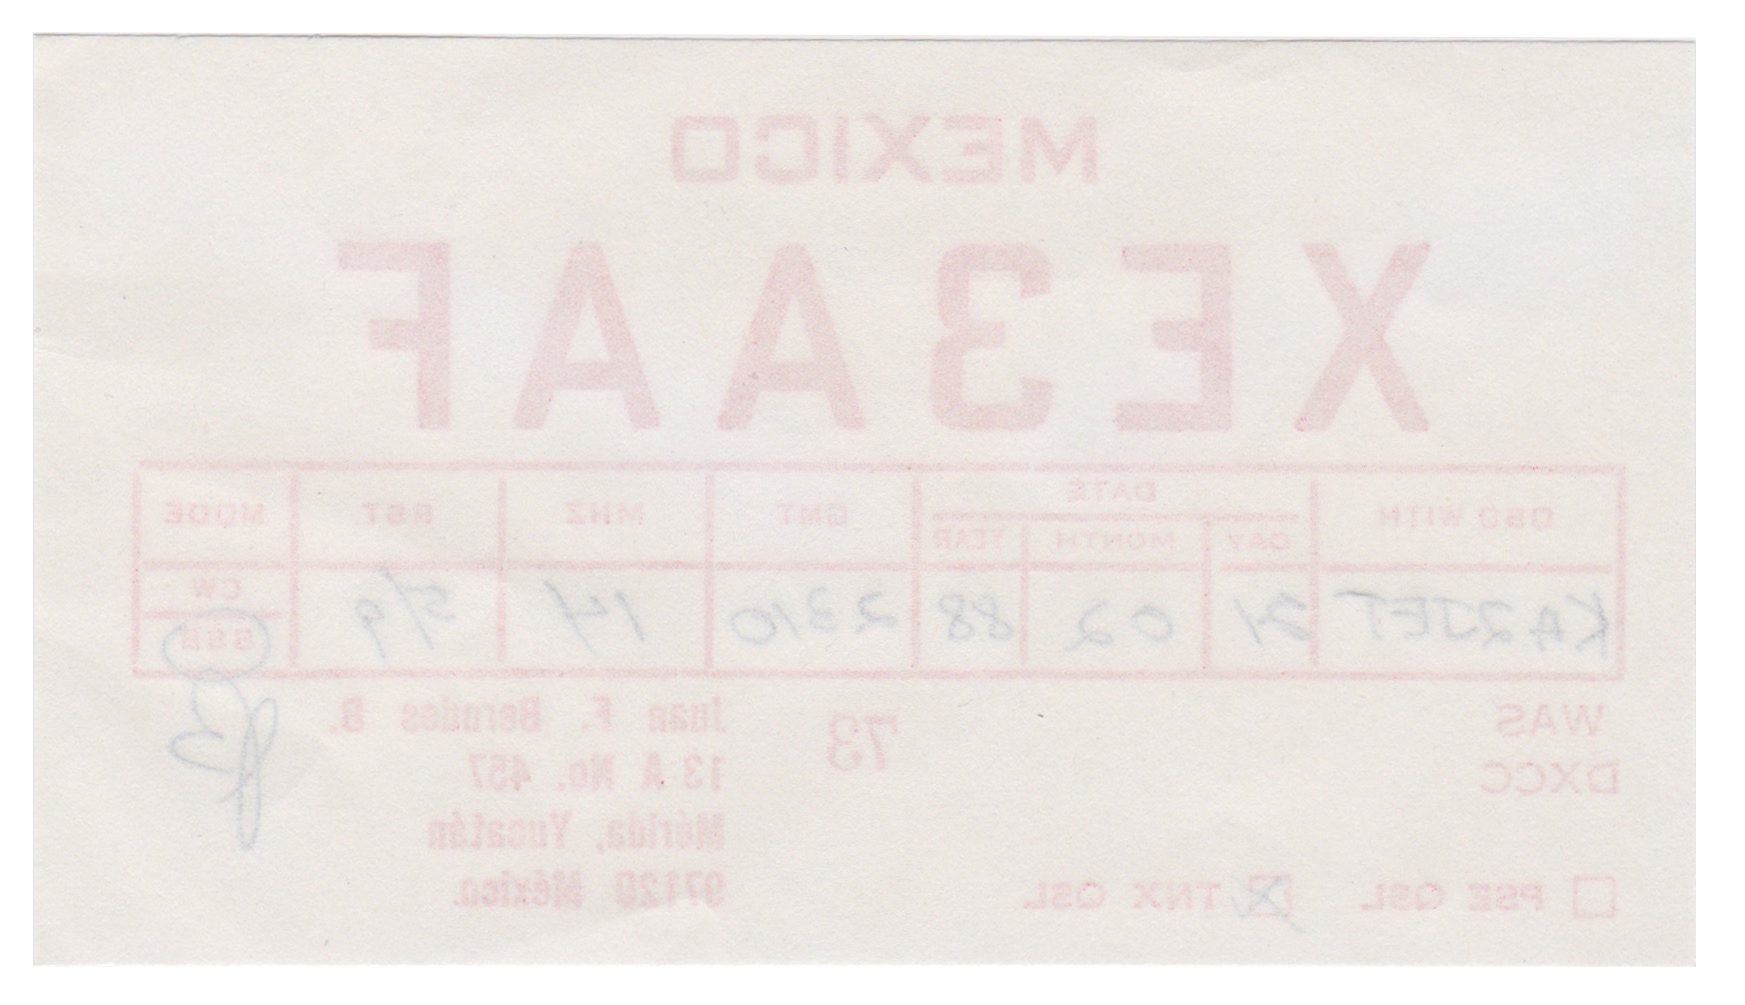 MEXICO
XE3AAF
QSO WITH DATE GMT MHZ RST MODE
DAY MONTH YEAR
KA2JET 21 02 88 2310 14 5/9 CW
SSB
WAS 73 Juan F. Berndes B.
DXCC 13 A No. 457
Mérida, Yucatán
PSE QSL TNX QSL 97120 México.